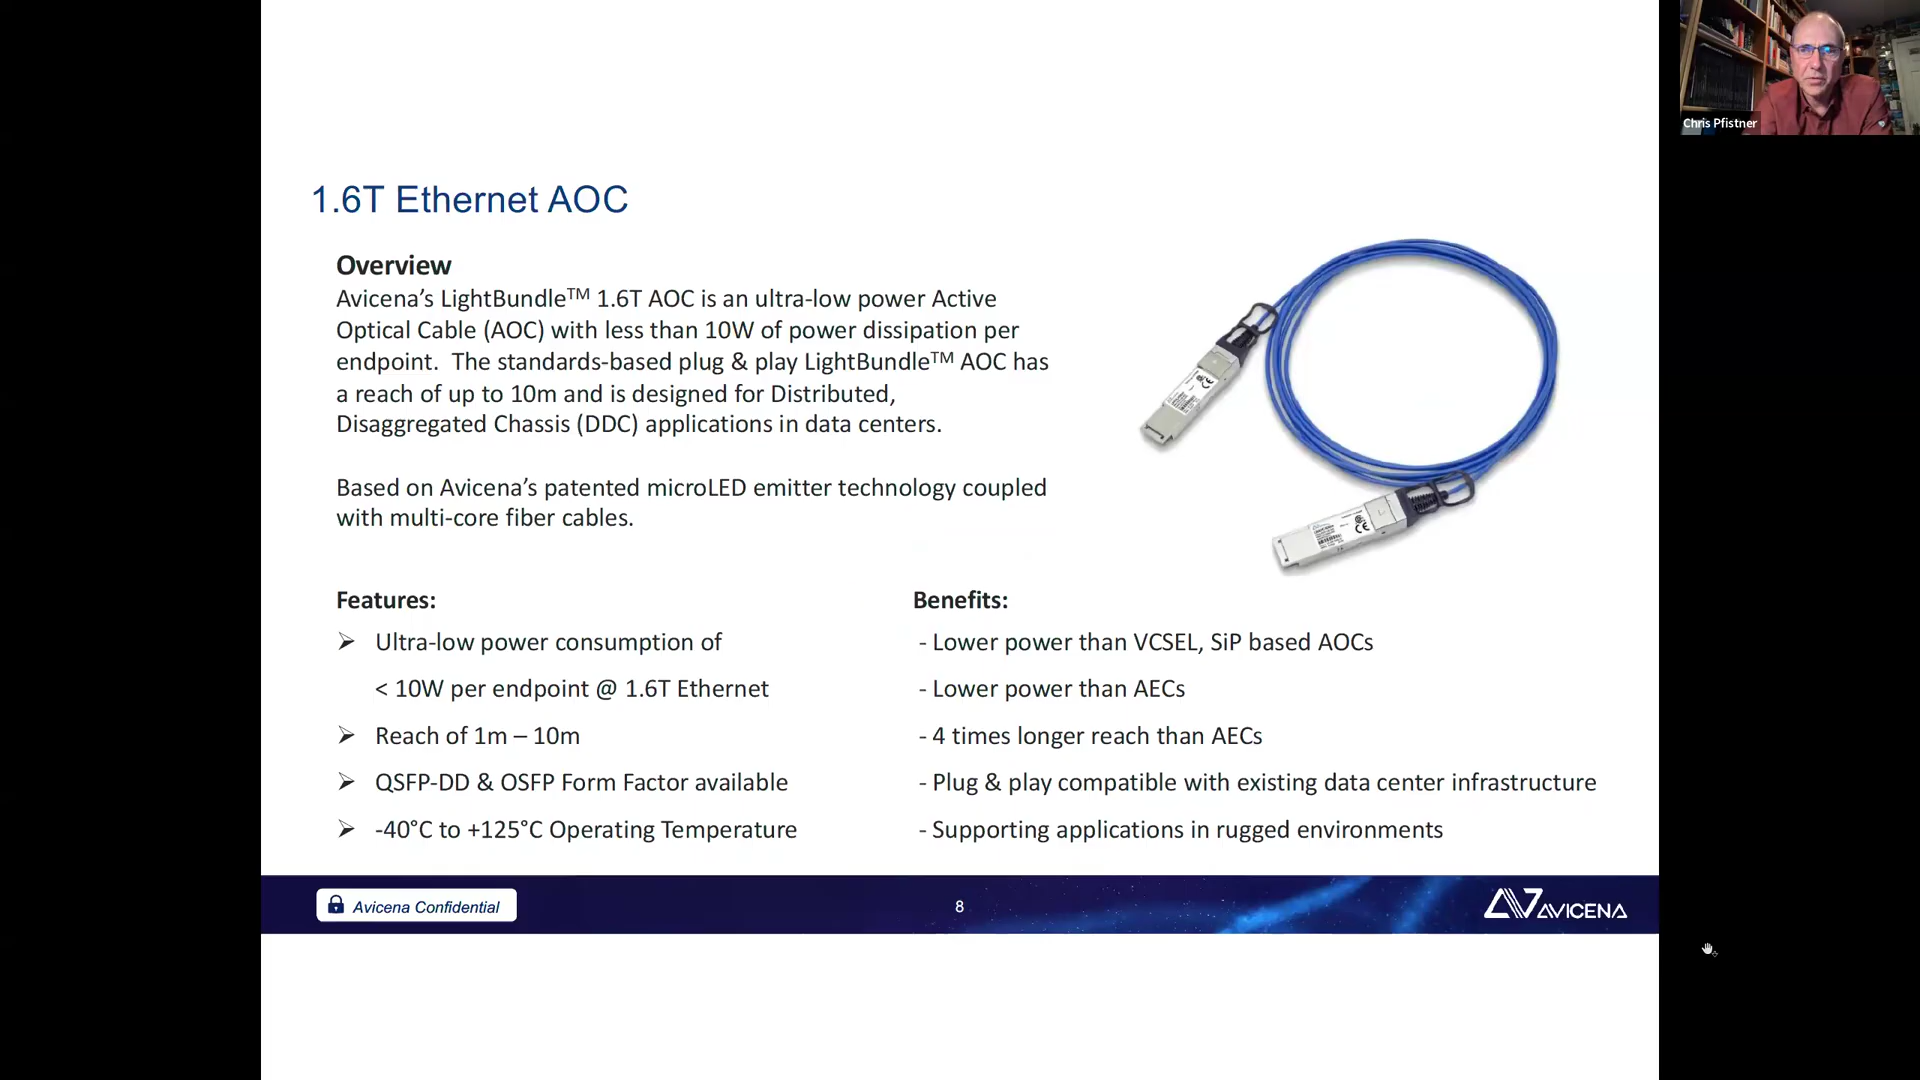 Chris Pfistner
1.6T Ethernet AOC
Overview
Avicena’s LightBundleTM 1.6T AOC is an ultra-low power Active
Optical Cable (AOC) with less than 10W of power dissipation per
endpoint.  The standards-based plug & play LightBundleTM AOC has
a reach of up to 10m and is designed for Distributed,
Disaggregated Chassis (DDC) applications in data centers.
Based on Avicena’s patented microLED emitter technology coupled
with multi-core fiber cables.
Features:
➢ Ultra-low power consumption of
< 10W per endpoint @ 1.6T Ethernet
➢ Reach of 1m – 10m
➢ QSFP-DD & OSFP Form Factor available
➢ -40°C to +125°C Operating Temperature
Benefits:
- Lower power than VCSEL, SiP based AOCs
- Lower power than AECs
- 4 times longer reach than AECs
- Plug & play compatible with existing data center infrastructure
- Supporting applications in rugged environments
Avicena Confidential
8
AVICENA